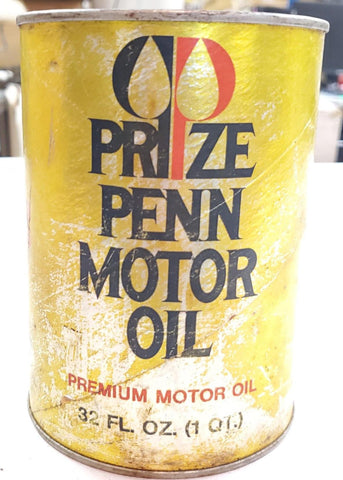 PRIZE
PENN
MOTOR
OIL
PREMIUM MOTOR OIL
32 FL. OZ. (1 QT.)